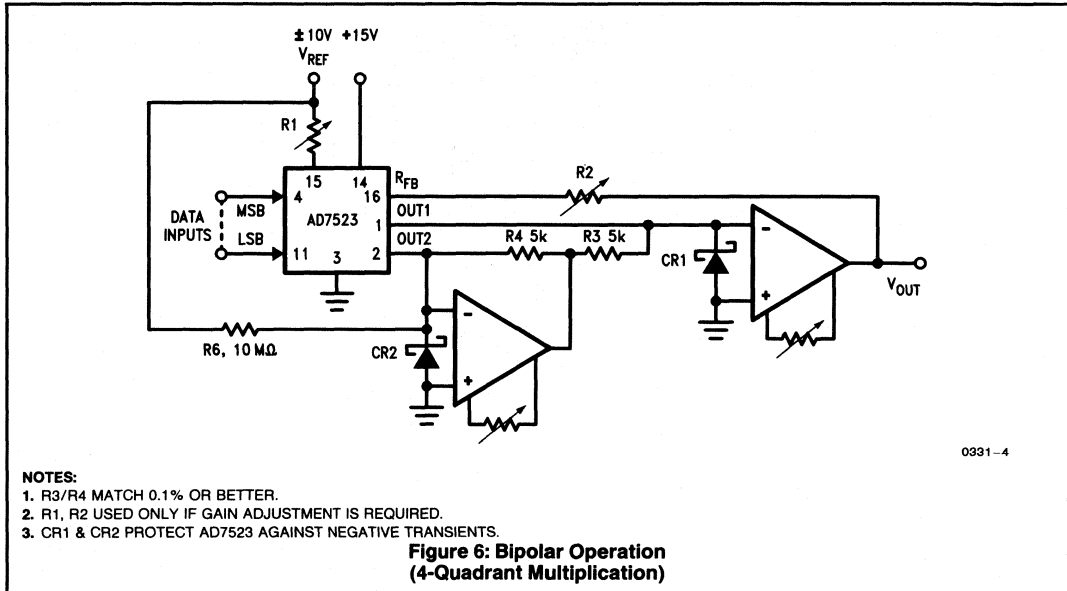 ±10V +15V
VREF
R1
15 14
RFB
16
R2
4
MSB
AD7523
OUT1
1
DATA
INPUTS
LSB
OUT2
11
3
2
R4 5k R3 5k
CR1
-
+
VOUT
R6, 10 MΩ
CR2
-
+
0331-4
NOTES:
1. R3/R4 MATCH 0.1% OR BETTER.
2. R1, R2 USED ONLY IF GAIN ADJUSTMENT IS REQUIRED.
3. CR1 & CR2 PROTECT AD7523 AGAINST NEGATIVE TRANSIENTS.
Figure 6: Bipolar Operation
(4-Quadrant Multiplication)